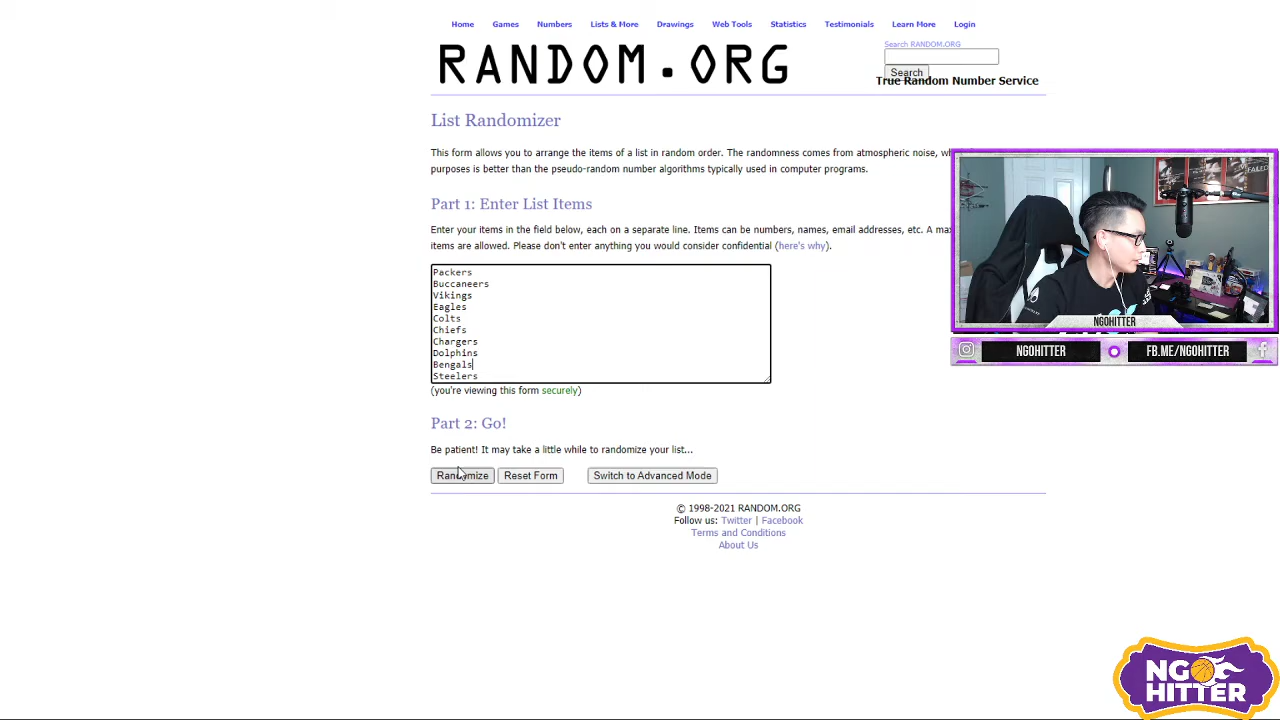 Home Games Numbers Lists & More Drawings Web Tools Statistics Testimonials Learn More Login
RANDOM.ORG
Search RANDOM.ORG
Search
True Random Number Service
List Randomizer
This form allows you to arrange the items of a list in random order. The randomness comes from atmospheric noise, wh
purposes is better than the pseudo-random number algorithms typically used in computer programs.
Part 1: Enter List Items
Enter your items in the field below, each on a separate line. Items can be numbers, names, email addresses, etc. A max
items are allowed. Please don't enter anything you would consider confidential (here's why).
Packers
Buccaneers
Vikings
Eagles
Colts
Chiefs
Chargers
Dolphins
Bengals
Steelers
(you're viewing this form securely)
Part 2: Go!
Be patient! It may take a little while to randomize your list...
Randomize Reset Form Switch to Advanced Mode
© 1998-2021 RANDOM.ORG
Follow us: Twitter | Facebook
Terms and Conditions
About Us
NGOHITTER
NGOHITTER FB.ME/NGOHITTER
NGO
HITTER